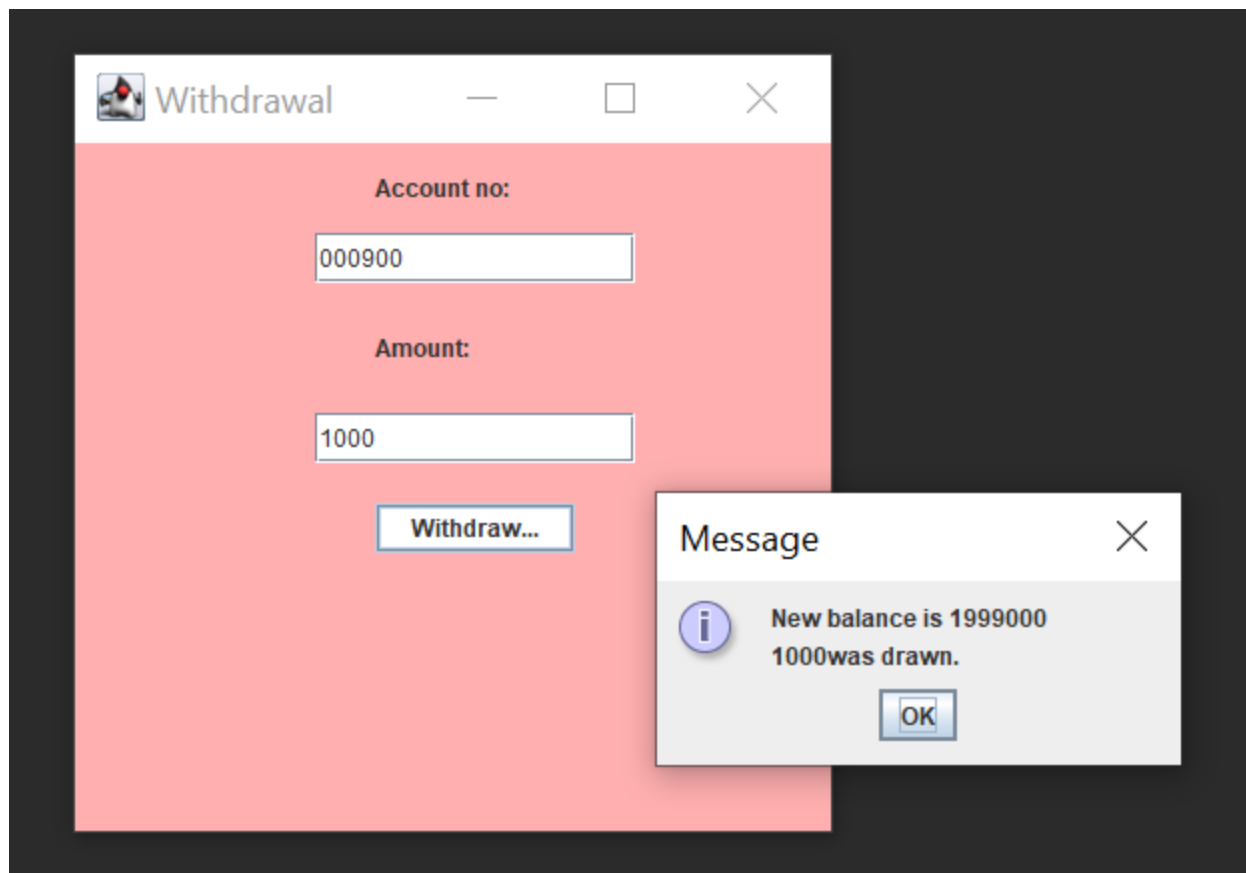 Withdrawal
Account no:
000900
Amount:
1000
Withdraw...
Message
New balance is 1999000
1000was drawn.
OK